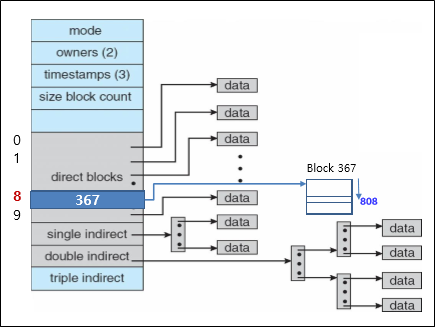 mode
owners (2)
timestamps (3)
size block count
0
1
direct blocks
8
367
9
single indirect
double indirect
triple indirect
data
data
data
data
data
data
Block 367
808
data
data
data
data